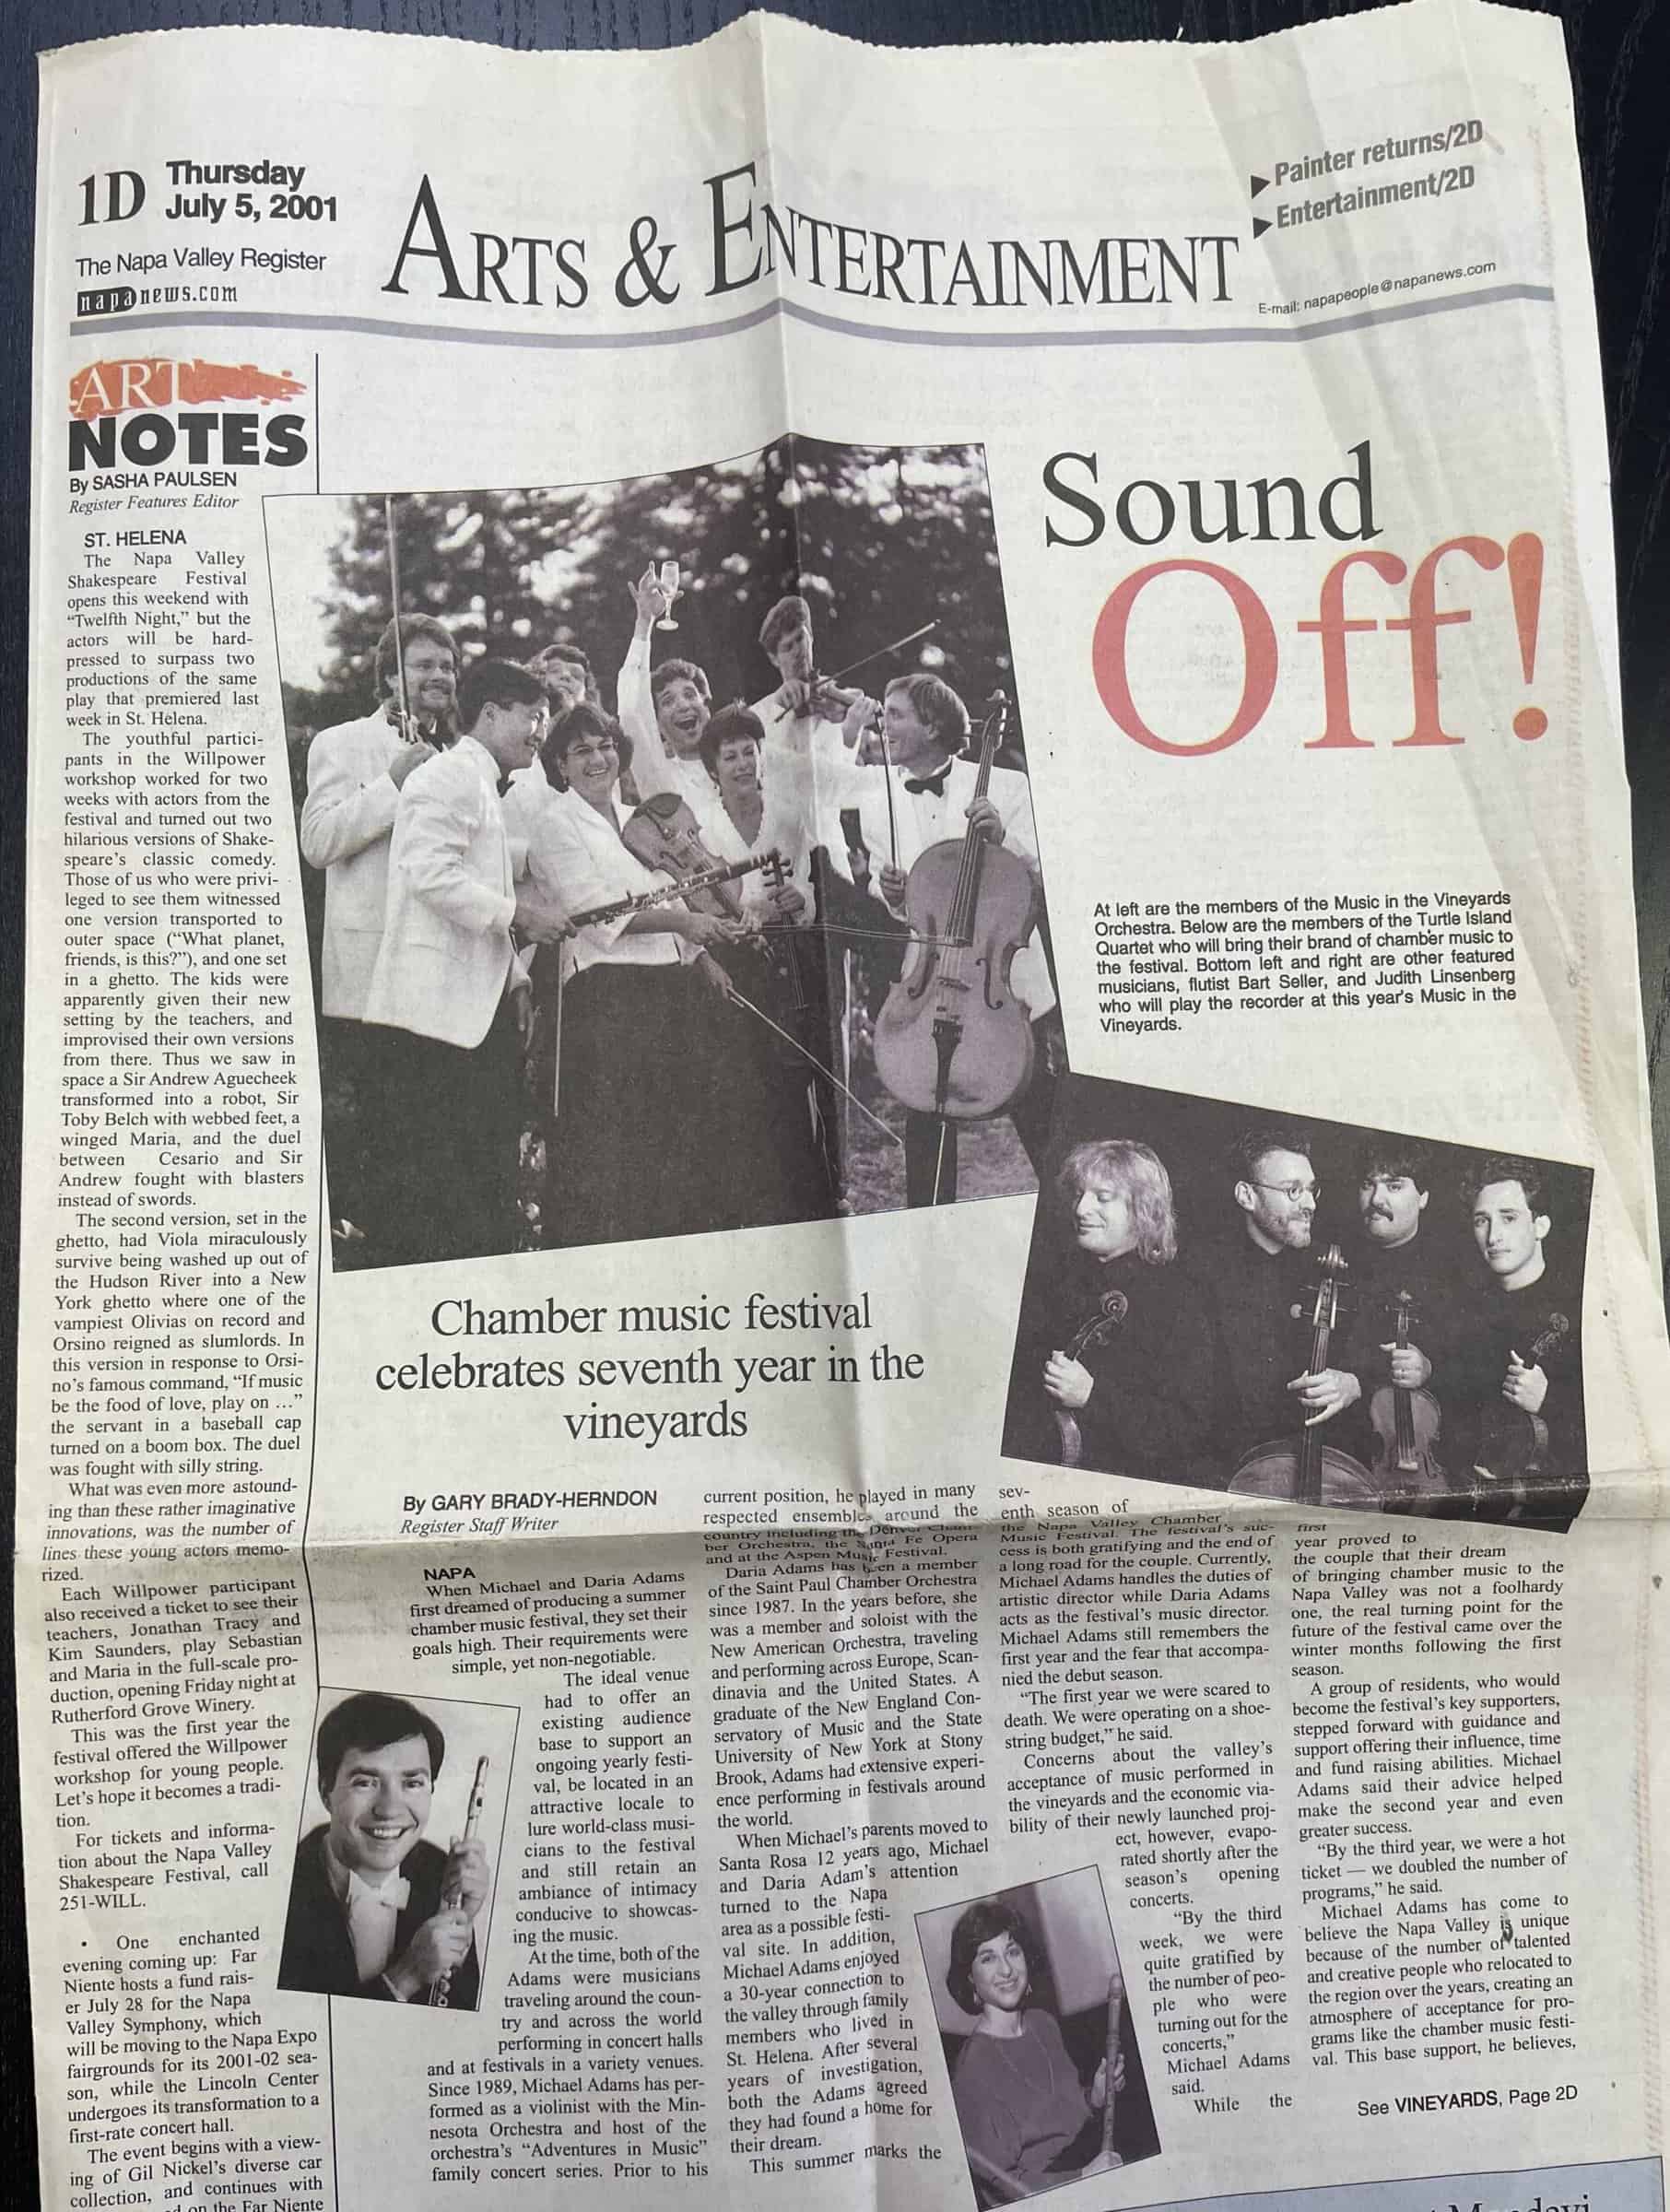 1D
Thursday
July 5, 2001
The Napa Valley Register
napanews.com
ARTS & ENTERTAINMENT
Painter returns/2D
Entertainment/2D
E-mail: napapeople@napanews.com
ART
NOTES
By SASHA PAULSEN
Register Features Editor
ST. HELENA
The Napa Valley
Shakespeare Festival
opens this weekend with
“Twelfth Night,” but the
actors will be hard-
pressed to surpass two
productions of the same
play that premiered last
week in St. Helena.
The youthful partici-
pants in the Willpower
workshop worked for two
weeks with actors from the
festival and turned out two
hilarious versions of Shake-
speare’s classic comedy.
Those of us who were privi-
leged to see them witnessed
one version transported to
outer space (“What planet,
friends, is this?”), and one set
in a ghetto. The kids were
apparently given their new
setting by the teachers, and
improvised their own versions
from there. Thus we saw in
space a Sir Andrew Aguecheek
transformed into a robot, Sir
Toby Belch with webbed feet, a
winged Maria, and the duel
between Cesario and Sir
Andrew fought with blasters
instead of swords.
The second version, set in the
ghetto, had Viola miraculously
survive being washed up out of
the Hudson River into a New
York ghetto where one of the
vampiest Olivias on record and
Orsino reigned as slumlords. In
this version in response to Orsi-
no’s famous command, “If music
be the food of love, play on ...”
the servant in a baseball cap
turned on a boom box. The duel
was fought with silly string.
What was even more astound-
ing than these rather imaginative
innovations, was the number of
lines these young actors memo-
rized.
Each Willpower participant
also received a ticket to see their
teachers, Jonathan Tracy and
Kim Saunders, play Sebastian
and Maria in the full-scale pro-
duction, opening Friday night at
Rutherford Grove Winery.
This was the first year the
festival offered the Willpower
workshop for young people.
Let’s hope it becomes a tradi-
tion.
For tickets and informa-
tion about the Napa Valley
Shakespeare Festival, call
251-WILL.
• One enchanted
evening coming up: Far
Niente hosts a fund rais-
er July 28 for the Napa
Valley Symphony, which
will be moving to the Napa Expo
fairgrounds for its 2001-02 sea-
son, while the Lincoln Center
undergoes its transformation to a
first-rate concert hall.
The event begins with a view-
ing of Gil Nickel’s diverse car
collection, and continues with
on the Far Niente
Sound
Off!
At left are the members of the Music in the Vineyards
Orchestra. Below are the members of the Turtle Island
Quartet who will bring their brand of chamber music to
the festival. Bottom left and right are other featured
musicians, flutist Bart Seller, and Judith Linsenberg
who will play the recorder at this year's Music in the
Vineyards.
Chamber music festival
celebrates seventh year in the
vineyards
By GARY BRADY-HERNDON
Register Staff Writer
NAPA
When Michael and Daria Adams
first dreamed of producing a summer
chamber music festival, they set their
goals high. Their requirements were
simple, yet non-negotiable.
The ideal venue
had to offer an
existing audience
base to support an
ongoing yearly festi-
val, be located in an
attractive locale to
lure world-class musi-
cians to the festival
and still retain an
ambiance of intimacy
conducive to showcas-
ing the music.
At the time, both of the
Adams were musicians
traveling around the coun-
try and across the world
performing in concert halls
and at festivals in a variety venues.
Since 1989, Michael Adams has per-
formed as a violinist with the Min-
nesota Orchestra and host of the
orchestra’s “Adventures in Music”
family concert series. Prior to his
current position, he played in many
respected ensembles around the
country including the Denver Cham-
ber Orchestra, the Santa Fe Opera
and at the Aspen Music Festival.
Daria Adams has been a member
of the Saint Paul Chamber Orchestra
since 1987. In the years before, she
was a member and soloist with the
New American Orchestra, traveling
and performing across Europe, Scan-
dinavia and the United States. A
graduate of the New England Con-
servatory of Music and the State
University of New York at Stony
Brook, Adams had extensive experi-
ence performing in festivals around
the world.
When Michael’s parents moved to
Santa Rosa 12 years ago, Michael
and Daria Adam’s attention
turned to the Napa
area as a possible festi-
val site. In addition,
Michael Adams enjoyed
a 30-year connection to
the valley through family
members who lived in
St. Helena. After several
years of investigation,
both the Adams agreed
they had found a home for
their dream.
This summer marks the
sev-
enth season of
the Napa Valley Chamber
Music Festival. The festival’s suc-
cess is both gratifying and the end of
a long road for the couple. Currently,
Michael Adams handles the duties of
artistic director while Daria Adams
acts as the festival’s music director.
Michael Adams still remembers the
first year and the fear that accompa-
nied the debut season.
“The first year we were scared to
death. We were operating on a shoe-
string budget,” he said.
Concerns about the valley’s
acceptance of music performed in
the vineyards and the economic via-
bility of their newly launched proj-
ect, however, evapo-
rated shortly after the
season’s opening
concerts.
“By the third
week, we were
quite gratified by
the number of peo-
ple who were
turning out for the
concerts,”
Michael Adams
said.
While the
first
year proved to
the couple that their dream
of bringing chamber music to the
Napa Valley was not a foolhardy
one, the real turning point for the
future of the festival came over the
winter months following the first
season.
A group of residents, who would
become the festival’s key supporters,
stepped forward with guidance and
support offering their influence, time
and fund raising abilities. Michael
Adams said their advice helped
make the second year and even
greater success.
“By the third year, we were a hot
ticket — we doubled the number of
programs,” he said.
Michael Adams has come to
believe the Napa Valley is unique
because of the number of talented
and creative people who relocated to
the region over the years, creating an
atmosphere of acceptance for pro-
grams like the chamber music festi-
val. This base support, he believes,
See VINEYARDS, Page 2D